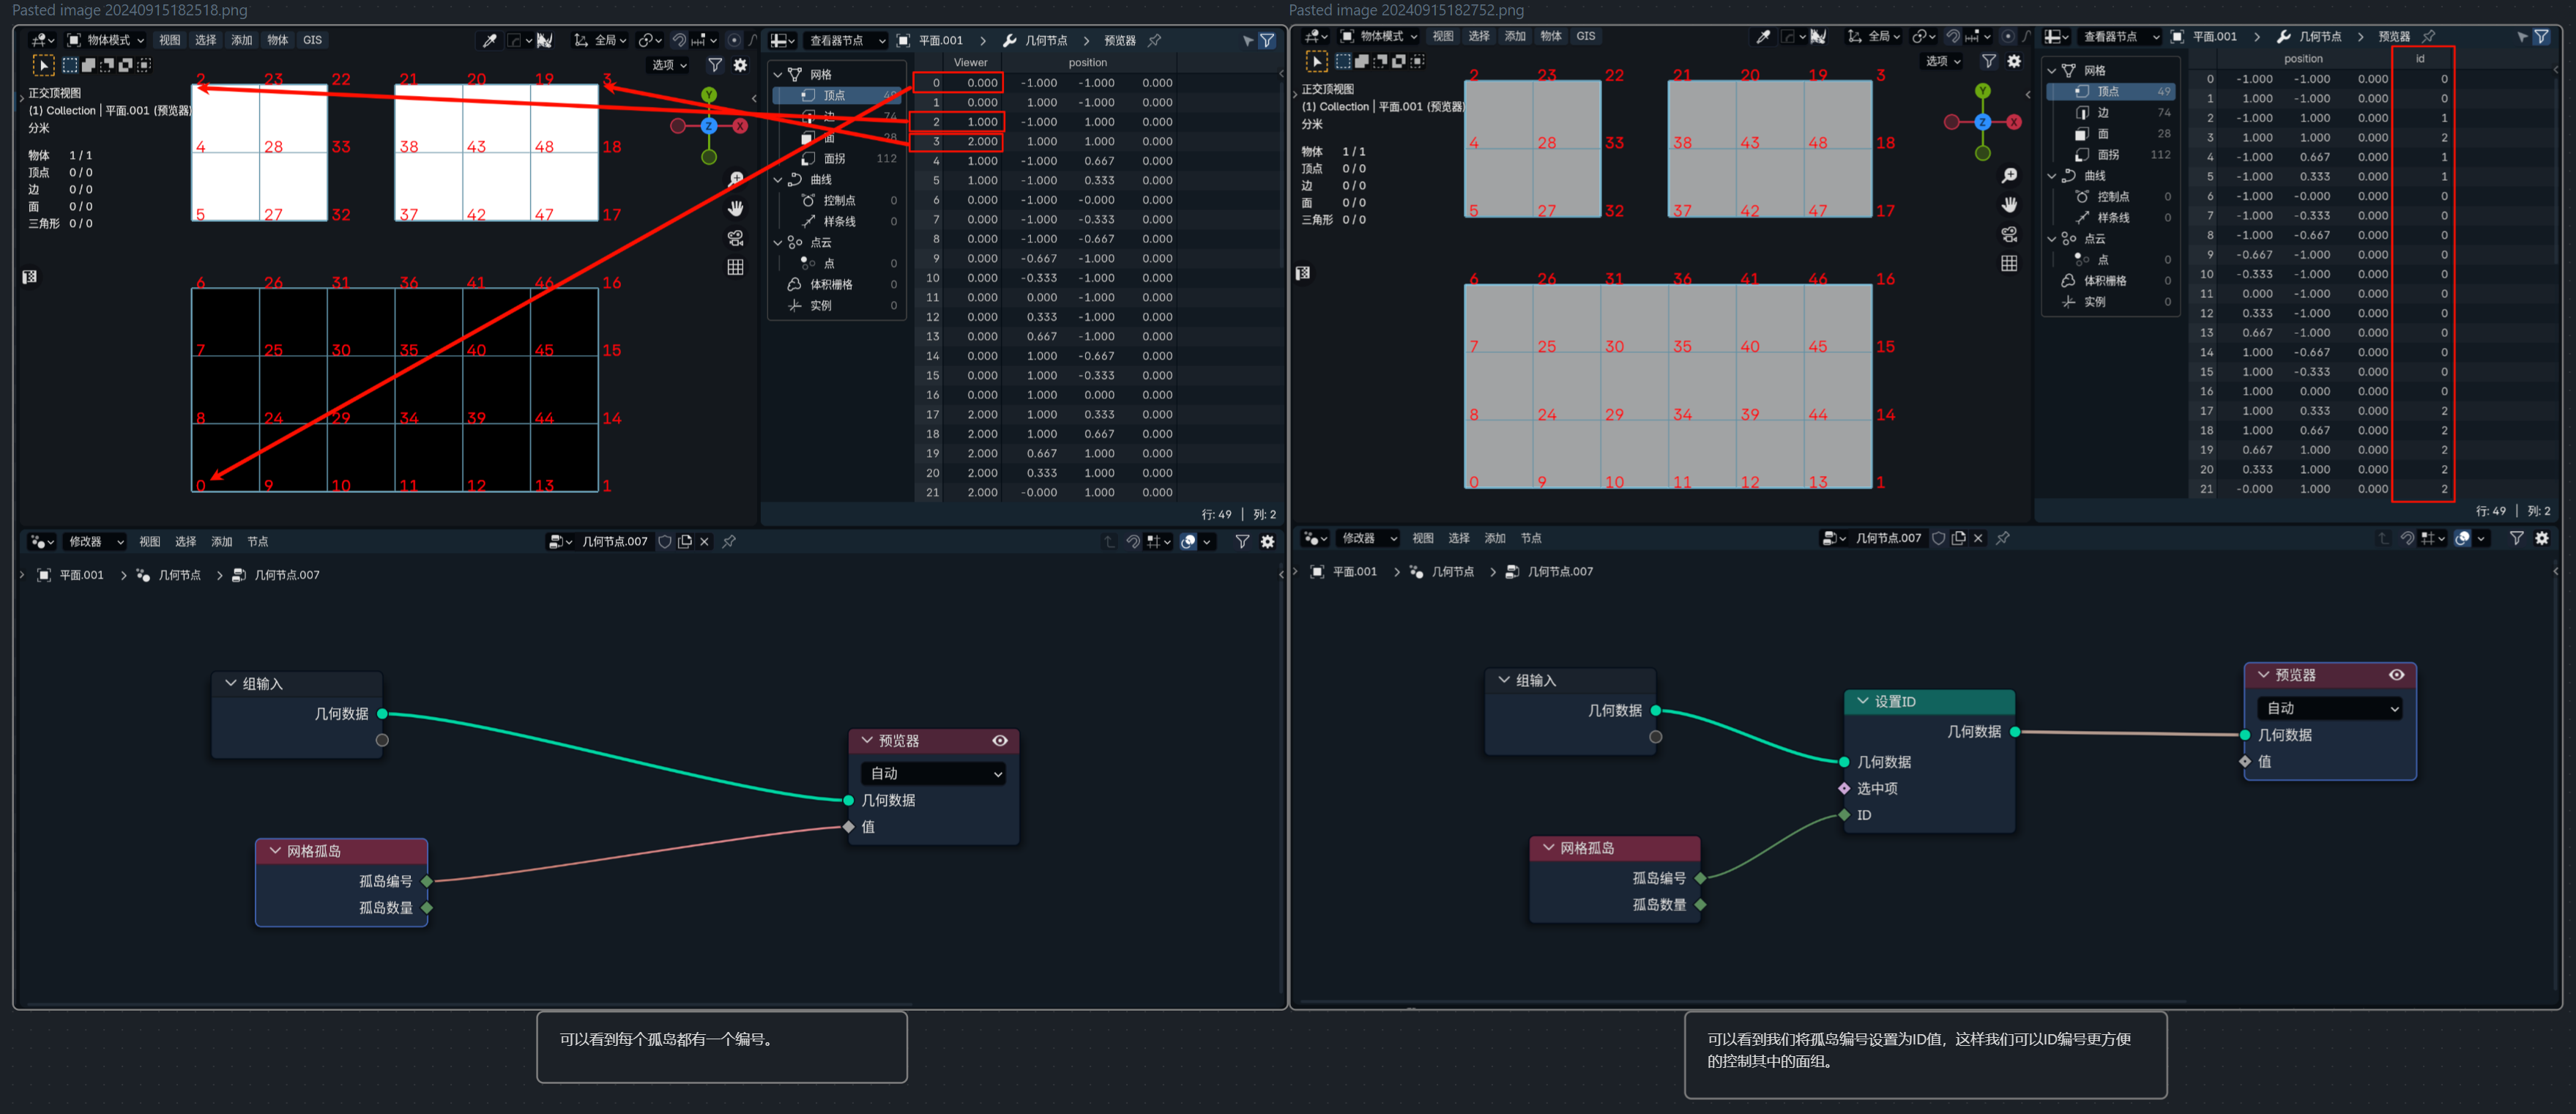 Pasted image 20240915182518.png
物体模式 视图 选择 添加 物体 GIS 全局
选项
正交顶视图
(1) Collection | 平面.001 (预览器)
分米
物体 1 / 1
顶点 0 / 0
边 0 / 0
面 0 / 0
三角形 0 / 0
2 23 22 21 20 19 3
4 28 33 38 43 48 18
5 27 32 37 42 47 17
6 26 31 36 41 46 16
7 25 30 35 40 45 15
8 24 29 34 39 44 14
0 9 10 11 12 13 1
Y
Z X
查看器节点 平面.001 几何节点 预览器
网格
顶点 49
边 74
面 28
面拐 112
曲线
控制点 0
样条线 0
点云
点 0
体积栅格 0
实例 0
Viewer position
0 0.000 -1.000 -1.000 0.000
1 0.000 1.000 -1.000 0.000
2 1.000 -1.000 1.000 0.000
3 2.000 1.000 1.000 0.000
4 1.000 -1.000 0.667 0.000
5 1.000 -1.000 0.333 0.000
6 0.000 -1.000 -0.000 0.000
7 0.000 -1.000 -0.333 0.000
8 0.000 -1.000 -0.667 0.000
9 0.000 -0.667 -1.000 0.000
10 0.000 -0.333 -1.000 0.000
11 0.000 0.000 -1.000 0.000
12 0.000 0.333 -1.000 0.000
13 0.000 0.667 -1.000 0.000
14 0.000 1.000 -0.667 0.000
15 0.000 1.000 -0.333 0.000
16 0.000 1.000 0.000 0.000
17 2.000 1.000 0.333 0.000
18 2.000 1.000 0.667 0.000
19 2.000 0.667 1.000 0.000
20 2.000 0.333 1.000 0.000
21 2.000 -0.000 1.000 0.000
行: 49 | 列: 2
修改器 视图 选择 添加 节点 几何节点.007
平面.001 几何节点 几何节点.007
组输入
几何数据
网格孤岛
孤岛编号
孤岛数量
预览器
自动
几何数据
值
可以看到每个孤岛都有一个编号。
Pasted image 20240915182752.png
物体模式 视图 选择 添加 物体 GIS 全局
选项
正交顶视图
(1) Collection | 平面.001 (预览器)
分米
物体 1 / 1
顶点 0 / 0
边 0 / 0
面 0 / 0
三角形 0 / 0
2 23 22 21 20 19 3
4 28 33 38 43 48 18
5 27 32 37 42 47 17
6 26 31 36 41 46 16
7 25 30 35 40 45 15
8 24 29 34 39 44 14
0 9 10 11 12 13 1
Y
Z X
查看器节点 平面.001 几何节点 预览器
网格
顶点 49
边 74
面 28
面拐 112
曲线
控制点 0
样条线 0
点云
点 0
体积栅格 0
实例 0
position id
0 -1.000 -1.000 0.000 0
1 1.000 -1.000 0.000 0
2 -1.000 1.000 0.000 1
3 1.000 1.000 0.000 2
4 -1.000 0.667 0.000 1
5 -1.000 0.333 0.000 1
6 -1.000 -0.000 0.000 0
7 -1.000 -0.333 0.000 0
8 -1.000 -0.667 0.000 0
9 -0.667 -1.000 0.000 0
10 -0.333 -1.000 0.000 0
11 0.000 -1.000 0.000 0
12 0.333 -1.000 0.000 0
13 0.667 -1.000 0.000 0
14 1.000 -0.667 0.000 0
15 1.000 -0.333 0.000 0
16 1.000 0.000 0.000 0
17 1.000 0.333 0.000 2
18 1.000 0.667 0.000 2
19 0.667 1.000 0.000 2
20 0.333 1.000 0.000 2
21 -0.000 1.000 0.000 2
行: 49 | 列: 2
修改器 视图 选择 添加 节点 几何节点.007
平面.001 几何节点 几何节点.007
组输入
几何数据
网格孤岛
孤岛编号
孤岛数量
设置ID
几何数据
几何数据
选中项
ID
预览器
自动
几何数据
值
可以看到我们将孤岛编号设置为ID值，这样我们可以ID编号更方便
的控制其中的面组。